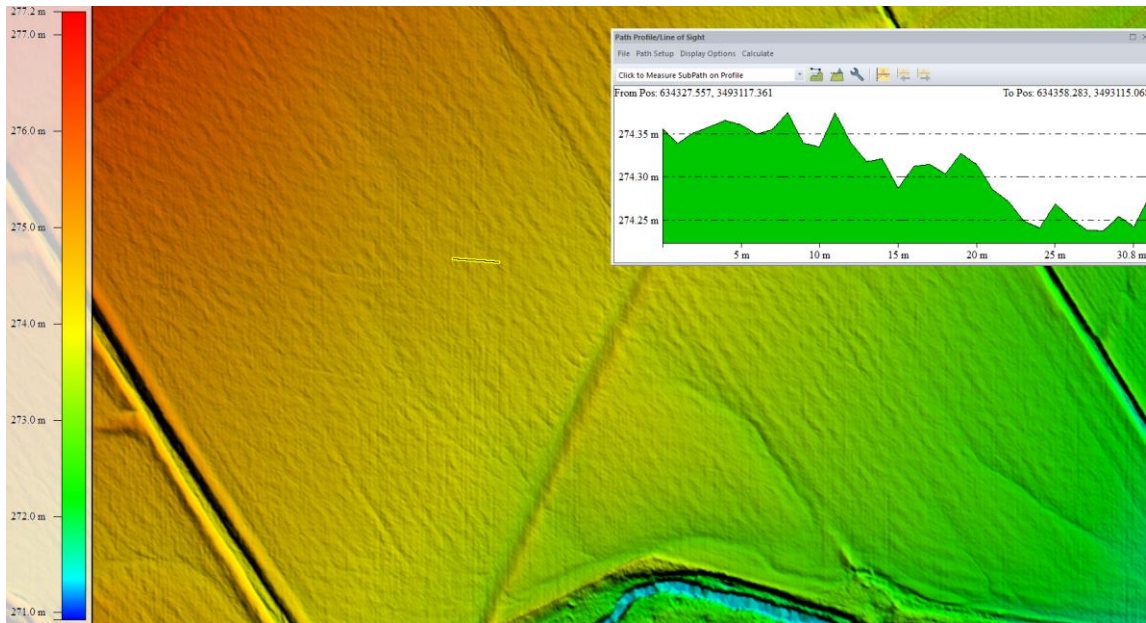 277.2 m
277.0 m
276.0 m
275.0 m
274.0 m
273.0 m
272.0 m
271.0 m
Path Profile/Line of Sight
File Path Setup Display Options Calculate
Click to Measure SubPath on Profile
From Pos: 634327.557, 3493117.361 To Pos: 634358.283, 3493115.068
274.35 m
274.30 m
274.25 m
5 m 10 m 15 m 20 m 25 m 30.8 m